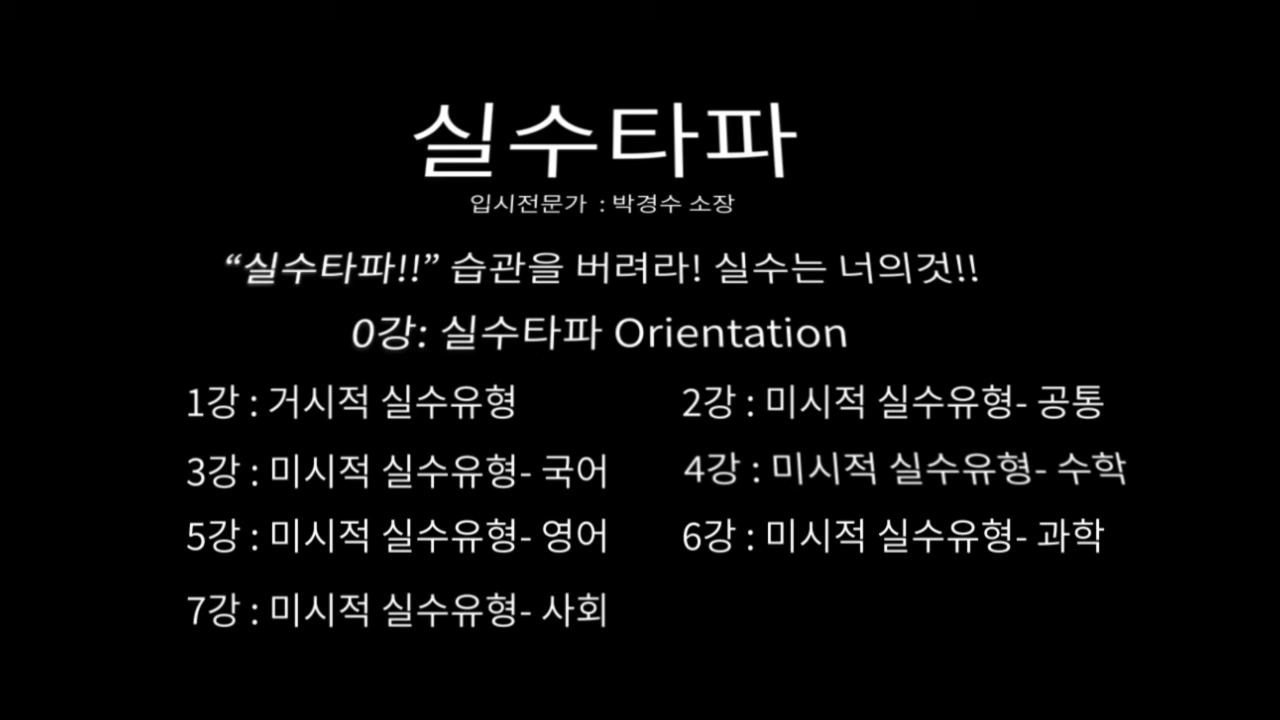 실수타파
입시전문가 : 박경수 소장
“실수타파!!” 습관을 버려라! 실수는 너의것!!
0강: 실수타파 Orientation
1강 : 거시적 실수유형
2강 : 미시적 실수유형- 공통
3강 : 미시적 실수유형- 국어
4강 : 미시적 실수유형- 수학
5강 : 미시적 실수유형- 영어
6강 : 미시적 실수유형- 과학
7강 : 미시적 실수유형- 사회